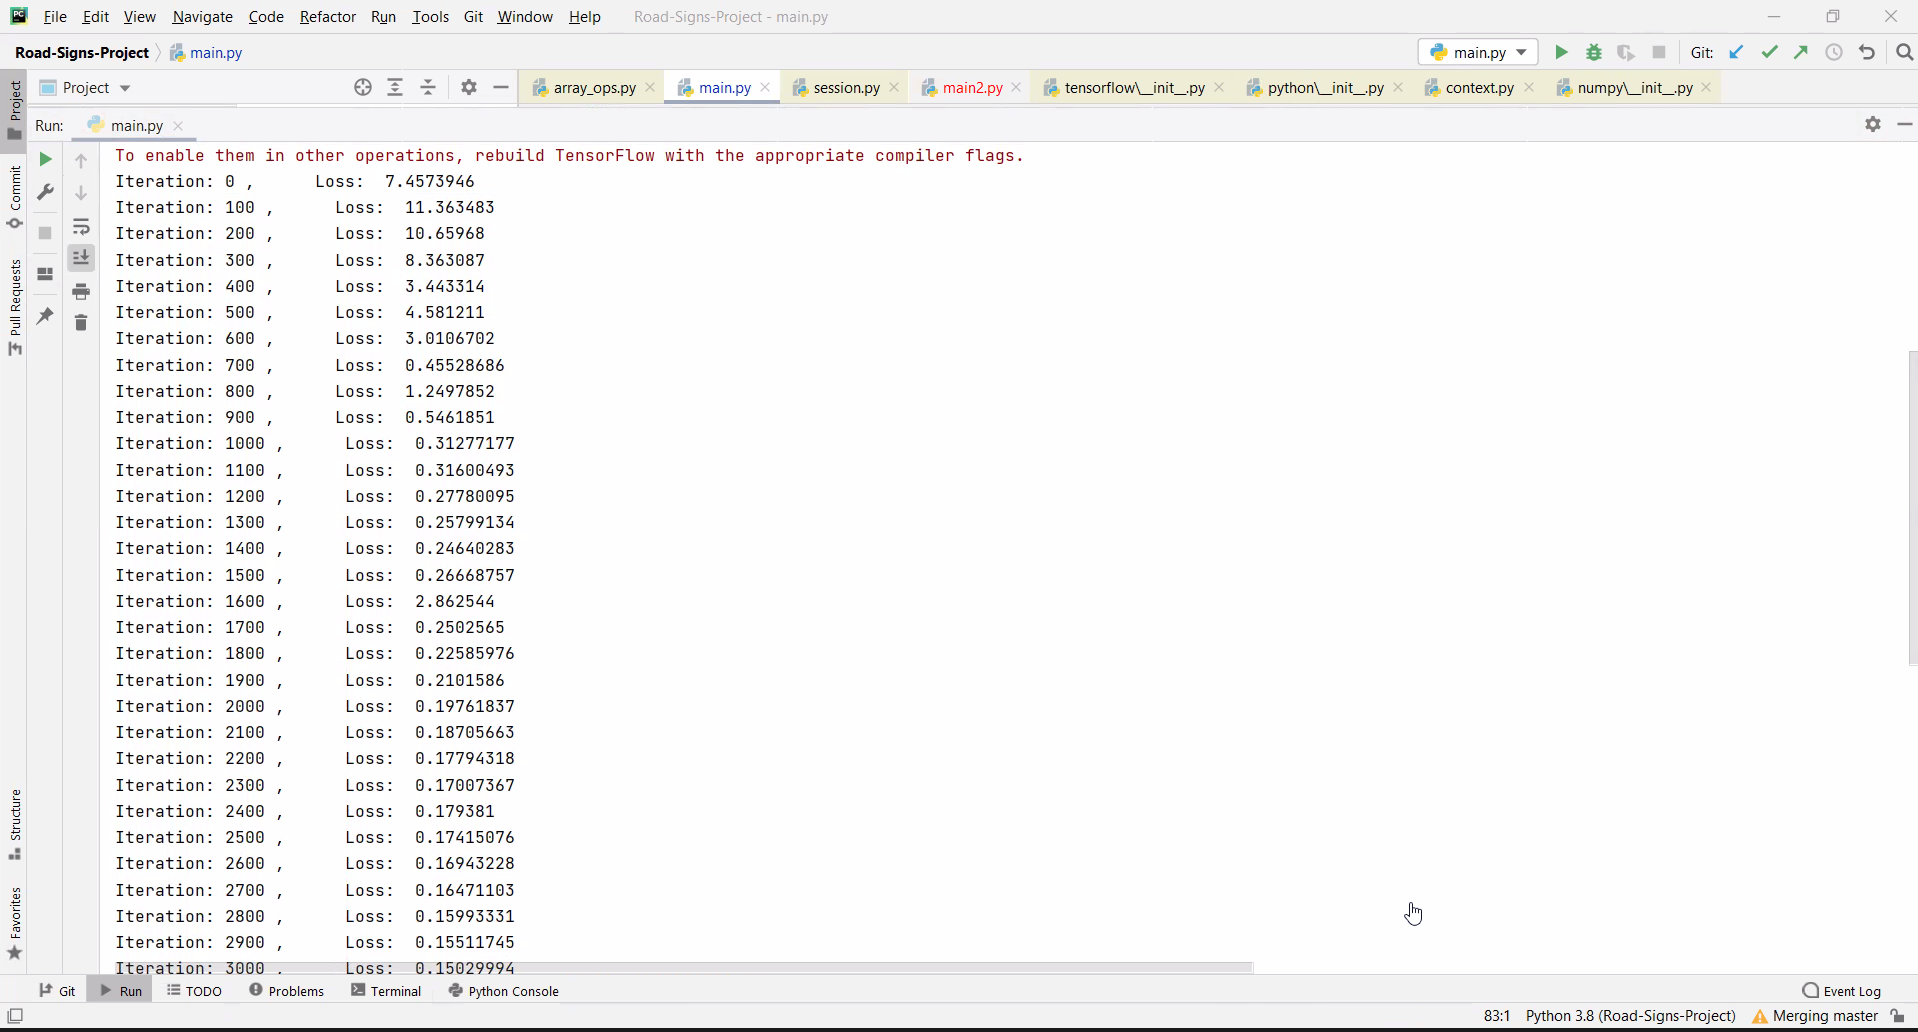 File Edit View Navigate Code Refactor Run Tools Git Window Help Road-Signs-Project - main.py
Road-Signs-Project main.py main.py Git:
Project array_ops.py main.py session.py main2.py tensorflow\__init__.py python\__init__.py context.py numpy\__init__.py
Run: main.py
To enable them in other operations, rebuild TensorFlow with the appropriate compiler flags.
Iteration: 0 , Loss: 7.4573946
Iteration: 100 , Loss: 11.363483
Iteration: 200 , Loss: 10.65968
Iteration: 300 , Loss: 8.363087
Iteration: 400 , Loss: 3.443314
Iteration: 500 , Loss: 4.581211
Iteration: 600 , Loss: 3.0106702
Iteration: 700 , Loss: 0.45528686
Iteration: 800 , Loss: 1.2497852
Iteration: 900 , Loss: 0.5461851
Iteration: 1000 , Loss: 0.31277177
Iteration: 1100 , Loss: 0.31600493
Iteration: 1200 , Loss: 0.27780095
Iteration: 1300 , Loss: 0.25799134
Iteration: 1400 , Loss: 0.24640283
Iteration: 1500 , Loss: 0.26668757
Iteration: 1600 , Loss: 2.862544
Iteration: 1700 , Loss: 0.2502565
Iteration: 1800 , Loss: 0.22585976
Iteration: 1900 , Loss: 0.2101586
Iteration: 2000 , Loss: 0.19761837
Iteration: 2100 , Loss: 0.18705663
Iteration: 2200 , Loss: 0.17794318
Iteration: 2300 , Loss: 0.17007367
Iteration: 2400 , Loss: 0.179381
Iteration: 2500 , Loss: 0.17415076
Iteration: 2600 , Loss: 0.16943228
Iteration: 2700 , Loss: 0.16471103
Iteration: 2800 , Loss: 0.15993331
Iteration: 2900 , Loss: 0.15511745
Iteration: 3000 , Loss: 0.15029994
Project
Commit
Pull Requests
Structure
Favorites
Git Run TODO Problems Terminal Python Console Event Log
83:1 Python 3.8 (Road-Signs-Project) Merging master